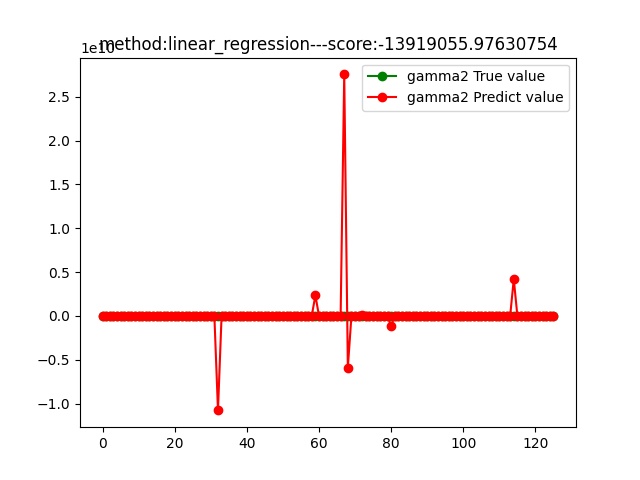 method:linear_regression---score:-13919055.97630754
1e10
gamma2 True value
gamma2 Predict value
2.5
2.0
1.5
1.0
0.5
0.0
−0.5
−1.0
0 20 40 60 80 100 120